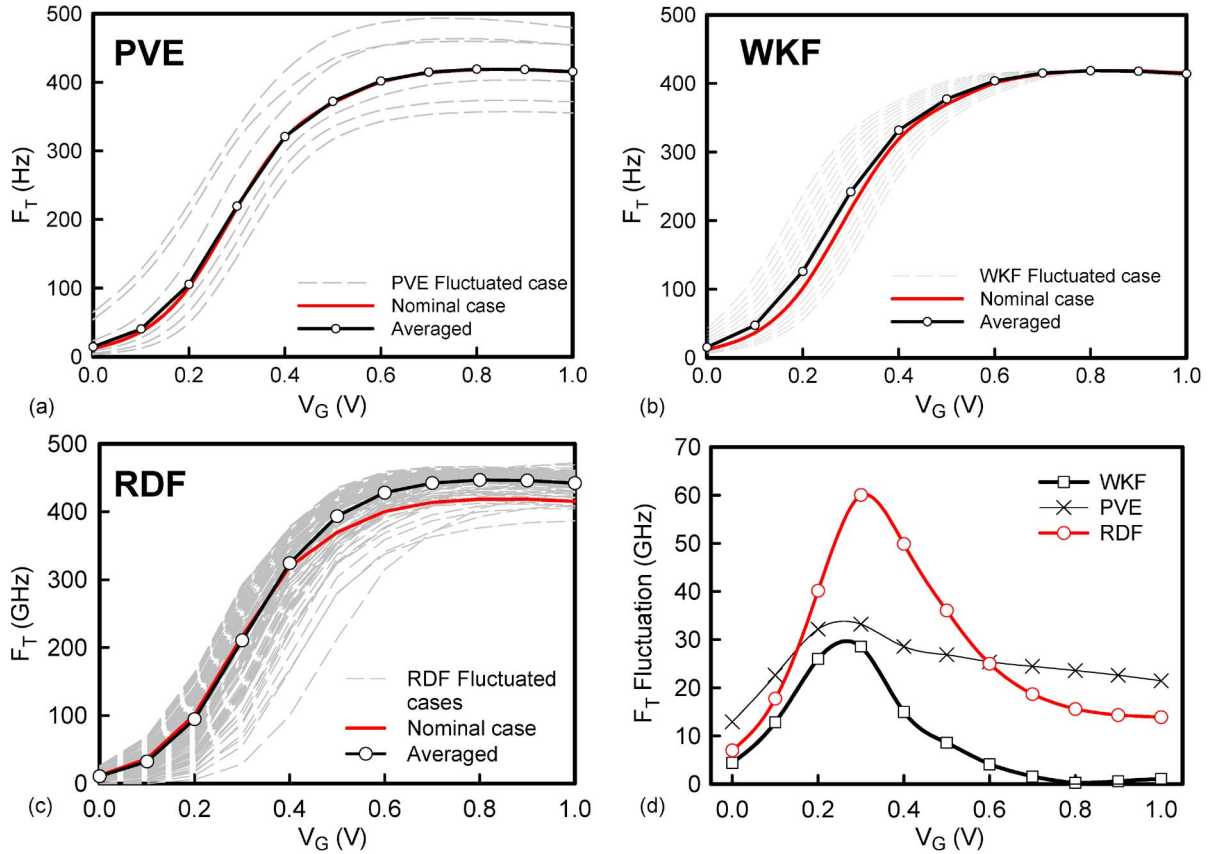 PVE
500
400
300
200
100
0
F_T (Hz)
PVE Fluctuated case
Nominal case
Averaged
0.0 0.2 0.4 0.6 0.8 1.0
(a)
V_G (V)
WKF
500
400
300
200
100
0
F_T (Hz)
WKF Fluctuated case
Nominal case
Averaged
0.0 0.2 0.4 0.6 0.8 1.0
(b)
V_G (V)
RDF
500
400
300
200
100
0
F_T (GHz)
RDF Fluctuated
cases
Nominal case
Averaged
0.0 0.2 0.4 0.6 0.8 1.0
(c)
V_G (V)
70
60
50
40
30
20
10
0
F_T Fluctuation (GHz)
WKF
PVE
RDF
0.0 0.2 0.4 0.6 0.8 1.0
(d)
V_G (V)